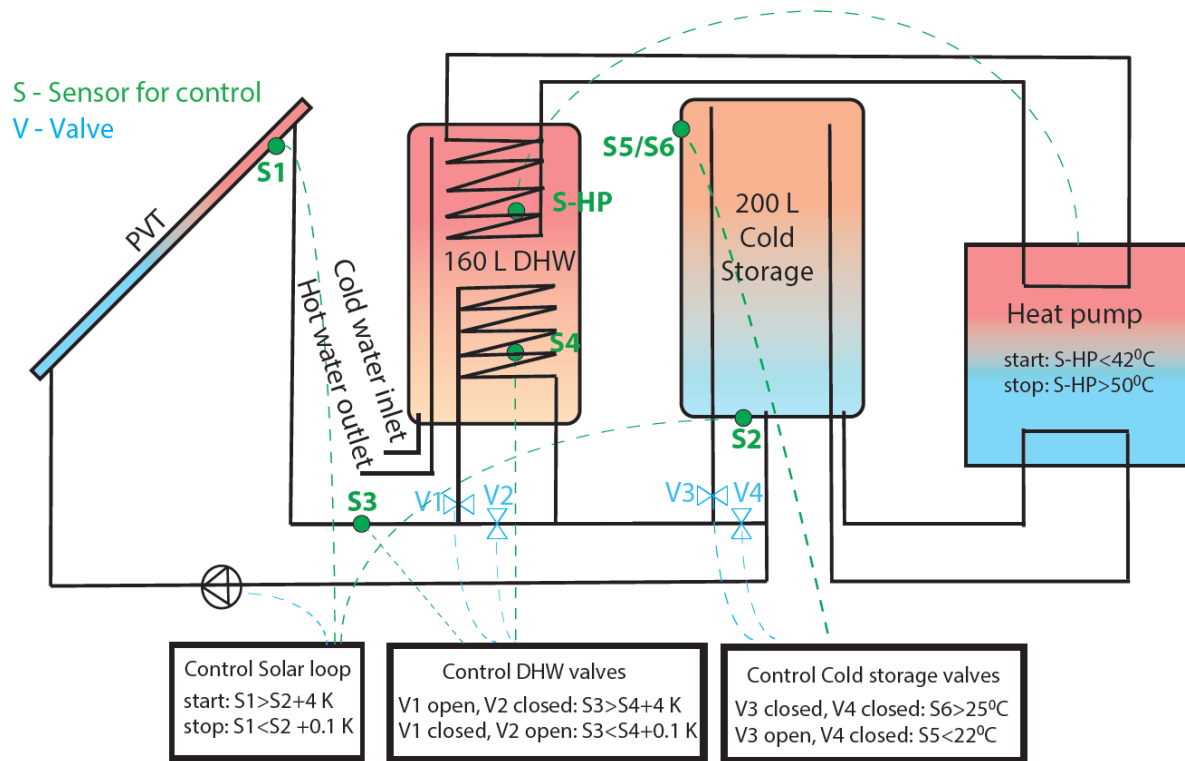 S - Sensor for control
V - Valve
S1
PVT
Cold water inlet
Hot water outlet
S-HP
160 L DHW
S4
S5/S6
200 L
Cold
Storage
S2
Heat pump
start: S-HP<42⁰C
stop: S-HP>50⁰C
S3
V1
V2
V3
V4
Control Solar loop
start: S1>S2+4 K
stop: S1<S2 +0.1 K
Control DHW valves
V1 open, V2 closed: S3>S4+4 K
V1 closed, V2 open: S3<S4+0.1 K
Control Cold storage valves
V3 closed, V4 closed: S6>25⁰C
V3 open, V4 closed: S5<22⁰C